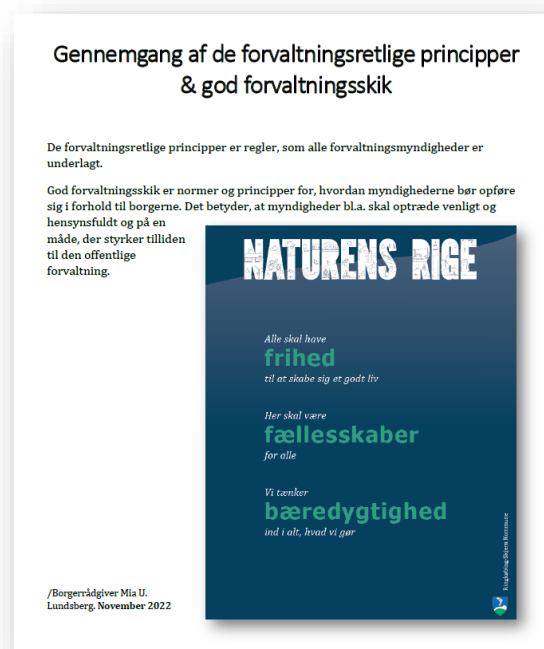 Gennemgang af de forvaltningsretlige principper
& god forvaltningsskik
De forvaltningsretlige principper er regler, som alle forvaltningsmyndigheder er
underlagt.
God forvaltningsskik er normer og principper for, hvordan myndighederne bør opføre
sig i forhold til borgerne. Det betyder, at myndigheder bl.a. skal optræde venligt og
hensynsfuldt og på en
måde, der styrker tilliden
til den offentlige
forvaltning.
NATURENS RIGE
Alle skal have
frihed
til at skabe sig et godt liv
Her skal være
fællesskaber
for alle
Vi tænker
bæredygtighed
ind i alt, hvad vi gør
Ringkøbing-Skjern Kommune
/Borgerrådgiver Mia U.
Lundsberg. November 2022